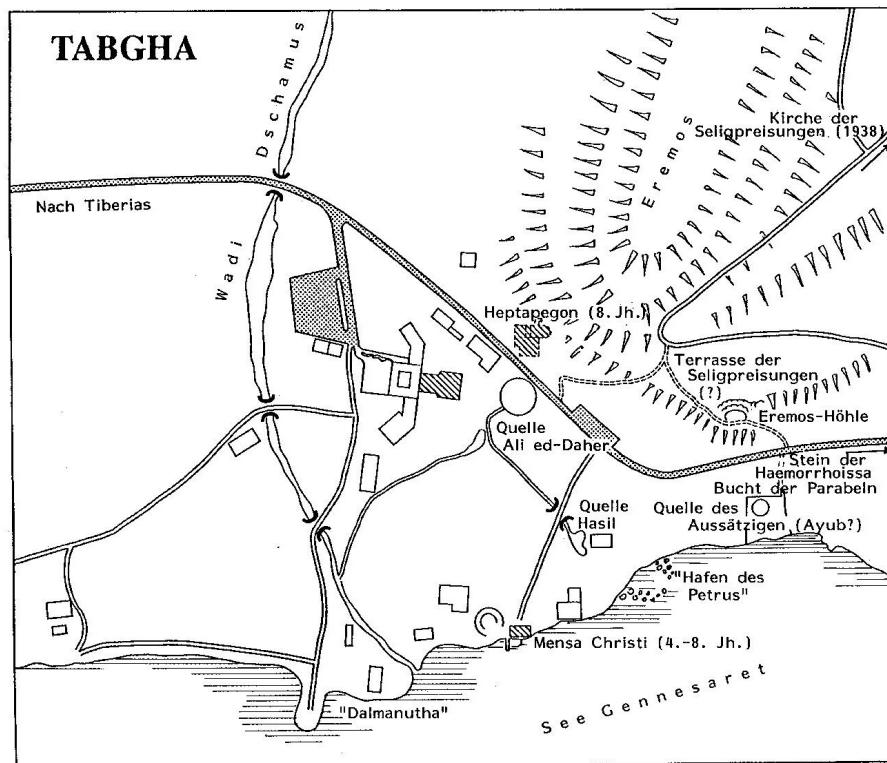 TABGHA
Dschamus
Eremos
Kirche der
Seligpreisungen (1938)
Nach Tiberias
Wadi
Heptapegon (8. Jh.)
Terrasse der
Seligpreisungen
(?)
Eremos-Höhle
Quelle
Ali ed-Daher
Stein der
Haemorrhoissa
Bucht der Parabeln
Quelle
Hasil
Quelle des
Aussätzigen (Ayub?)
"Hafen des
Petrus"
Mensa Christi (4.-8. Jh.)
"Dalmanutha"
See Gennesaret